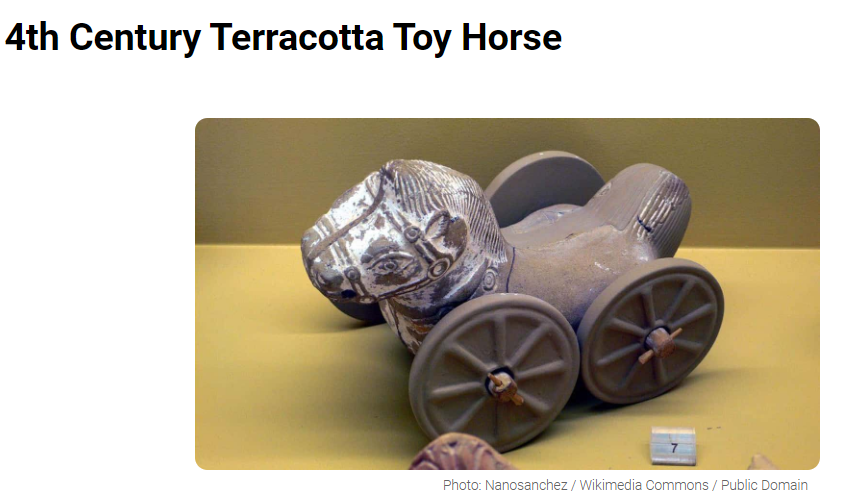 4th Century Terracotta Toy Horse
7
Photo: Nanosanchez / Wikimedia Commons / Public Domain